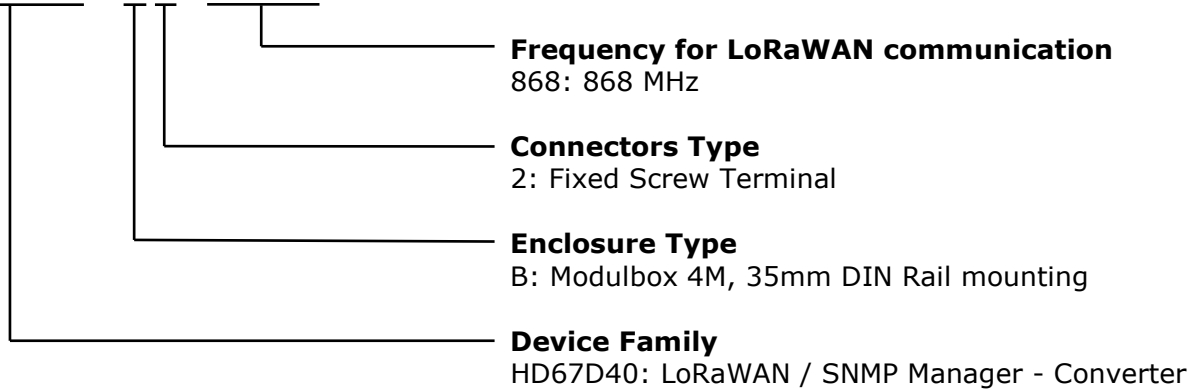 Frequency for LoRaWAN communication
868: 868 MHz
Connectors Type
2: Fixed Screw Terminal
Enclosure Type
B: Modulbox 4M, 35mm DIN Rail mounting
Device Family
HD67D40: LoRaWAN / SNMP Manager - Converter